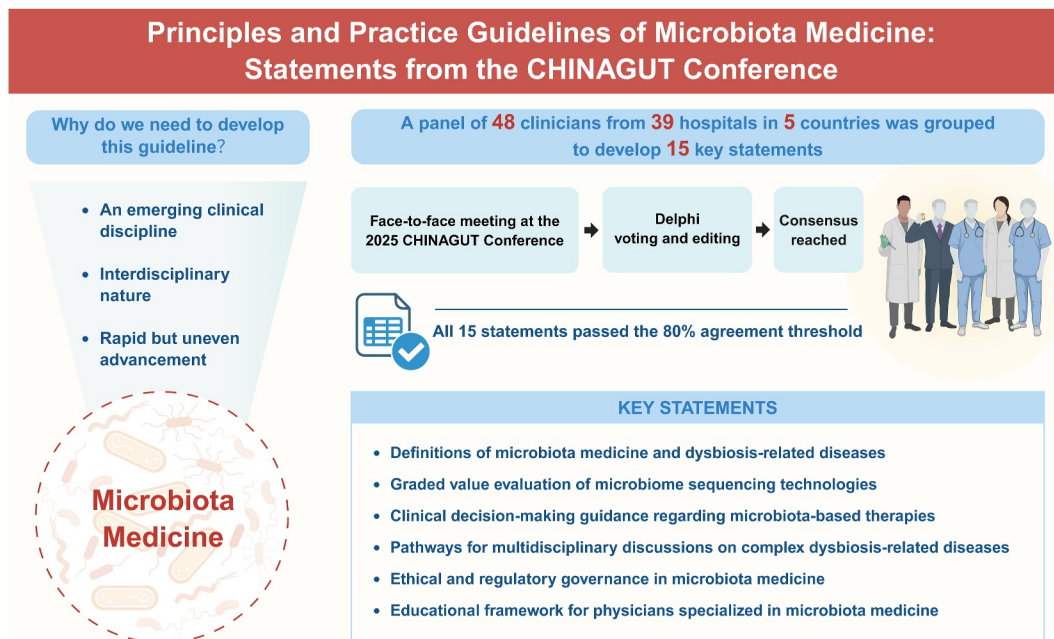 Principles and Practice Guidelines of Microbiota Medicine:
Statements from the CHINAGUT Conference
Why do we need to develop
this guideline?
• An emerging clinical
discipline
• Interdisciplinary
nature
• Rapid but uneven
advancement
Microbiota
Medicine
A panel of 48 clinicians from 39 hospitals in 5 countries was grouped
to develop 15 key statements
Face-to-face meeting at the
2025 CHINAGUT Conference
Delphi
voting and editing
Consensus
reached
All 15 statements passed the 80% agreement threshold
KEY STATEMENTS
• Definitions of microbiota medicine and dysbiosis-related diseases
• Graded value evaluation of microbiome sequencing technologies
• Clinical decision-making guidance regarding microbiota-based therapies
• Pathways for multidisciplinary discussions on complex dysbiosis-related diseases
• Ethical and regulatory governance in microbiota medicine
• Educational framework for physicians specialized in microbiota medicine